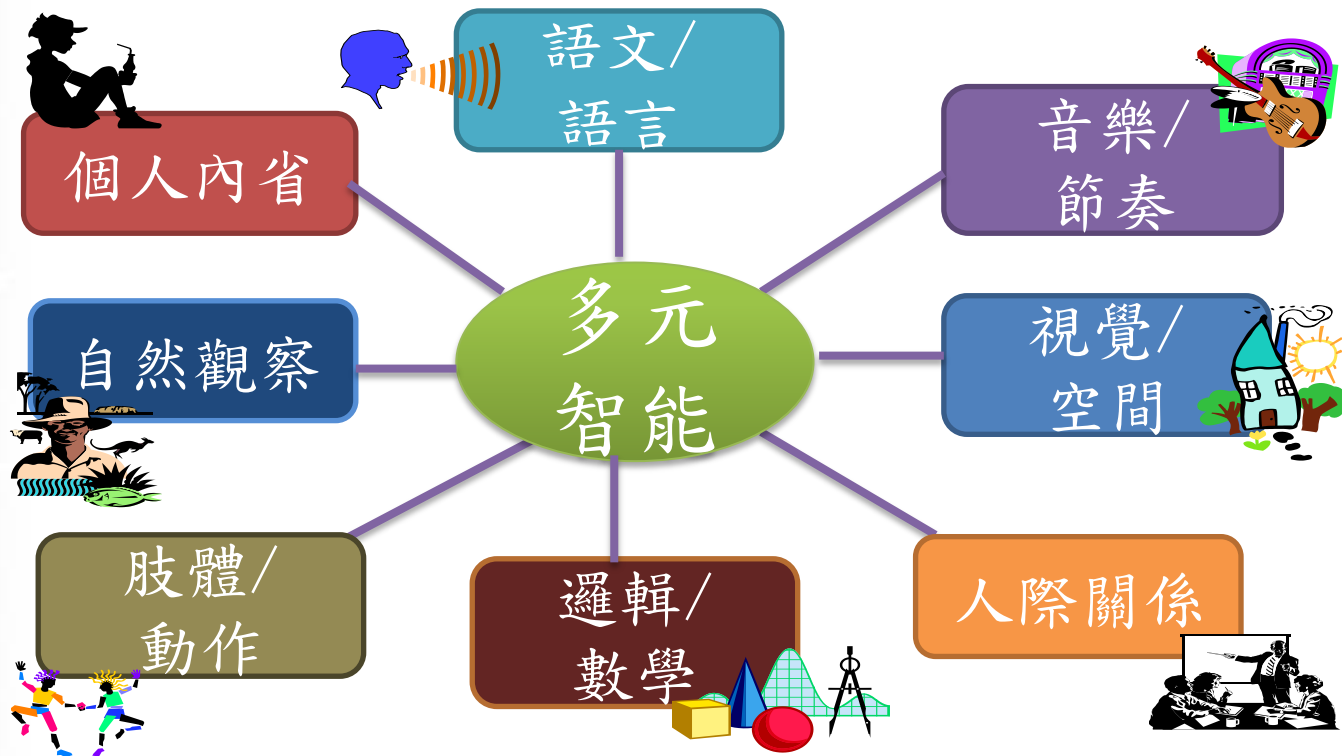 語文/
語言
個人內省
音樂/
節奏
多元
智能
自然觀察
視覺/
空間
肢體/
動作
邏輯/
數學
人際關係